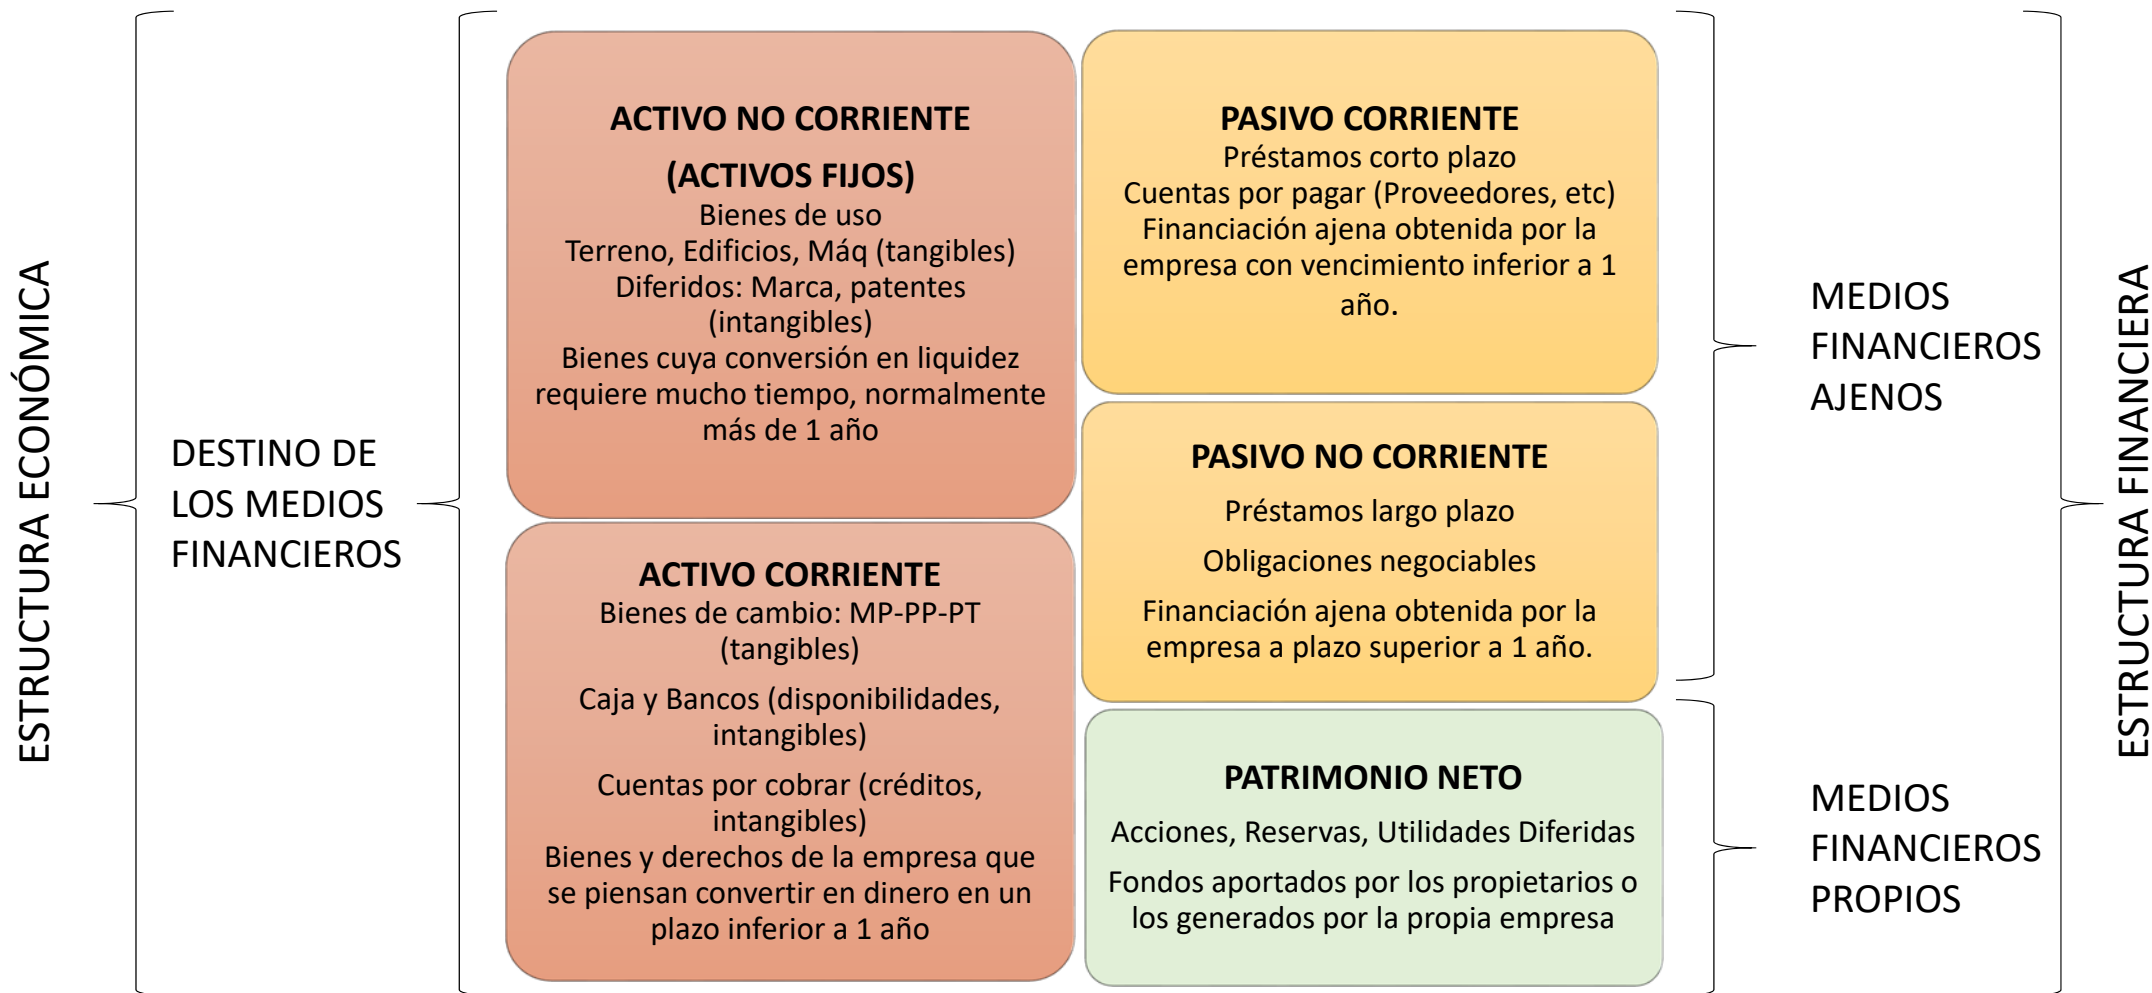 ESTRUCTURA ECONÓMICA
DESTINO DE
LOS MEDIOS
FINANCIEROS
ACTIVO NO CORRIENTE
(ACTIVOS FIJOS)
Bienes de uso
Terreno, Edificios, Máq (tangibles)
Diferidos: Marca, patentes
(intangibles)
Bienes cuya conversión en liquidez
requiere mucho tiempo, normalmente
más de 1 año
ACTIVO CORRIENTE
Bienes de cambio: MP-PP-PT
(tangibles)
Caja y Bancos (disponibilidades,
intangibles)
Cuentas por cobrar (créditos,
intangibles)
Bienes y derechos de la empresa que
se piensan convertir en dinero en un
plazo inferior a 1 año
PASIVO CORRIENTE
Préstamos corto plazo
Cuentas por pagar (Proveedores, etc)
Financiación ajena obtenida por la
empresa con vencimiento inferior a 1
año.
PASIVO NO CORRIENTE
Préstamos largo plazo
Obligaciones negociables
Financiación ajena obtenida por la
empresa a plazo superior a 1 año.
PATRIMONIO NETO
Acciones, Reservas, Utilidades Diferidas
Fondos aportados por los propietarios o
los generados por la propia empresa
MEDIOS
FINANCIEROS
AJENOS
MEDIOS
FINANCIEROS
PROPIOS
ESTRUCTURA FINANCIERA